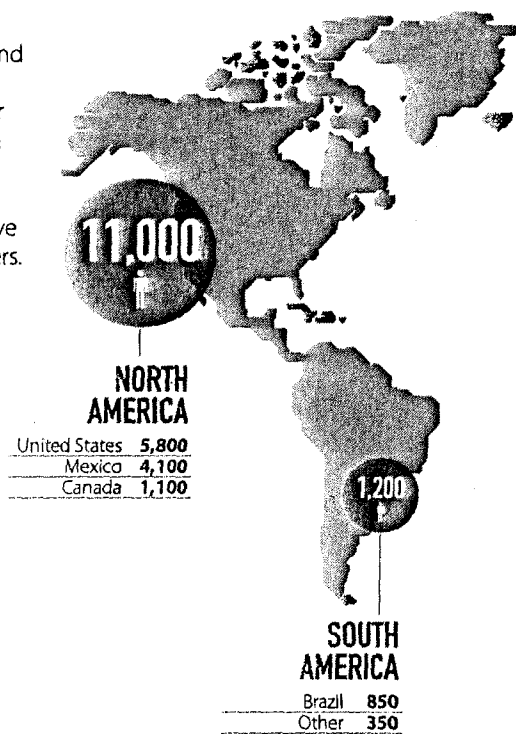 nd
r
ve
ers.
11,000
NORTH
AMERICA
United States 5,800
Mexico 4,100
Canada 1,100
1,200
SOUTH
AMERICA
Brazil 850
Other 350